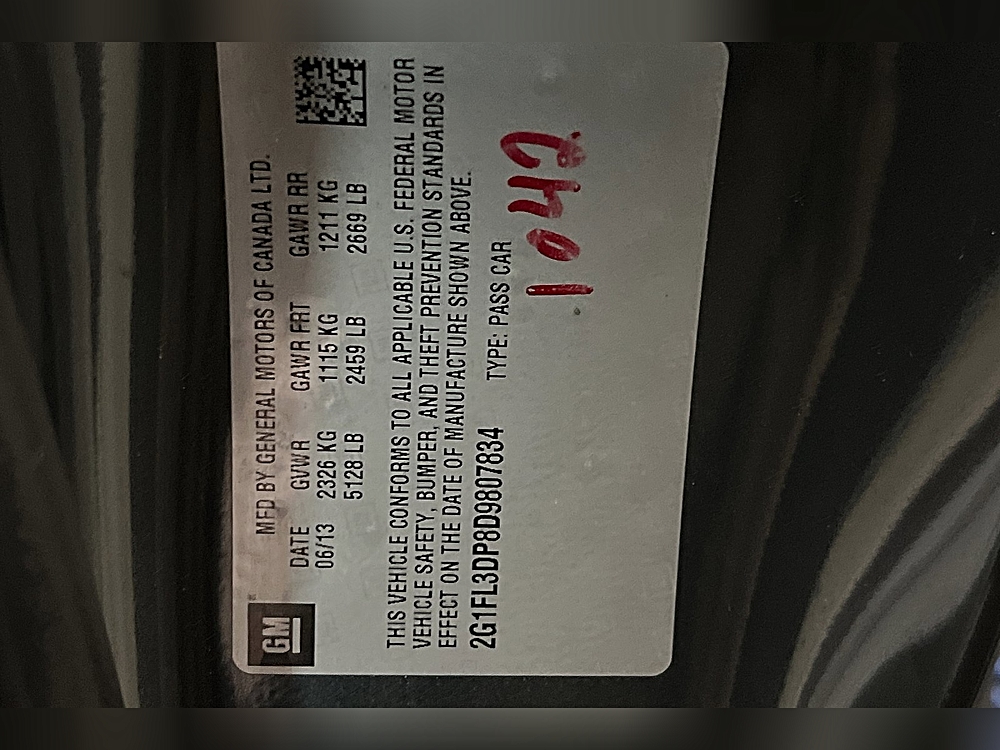 GM
MFD BY GENERAL MOTORS OF CANADA LTD.
DATE GVWR GAWR FRT GAWR RR
06/13 2326 KG 1115 KG 1211 KG
5128 LB 2459 LB 2669 LB
THIS VEHICLE CONFORMS TO ALL APPLICABLE U.S. FEDERAL MOTOR
VEHICLE SAFETY, BUMPER, AND THEFT PREVENTION STANDARDS IN
EFFECT ON THE DATE OF MANUFACTURE SHOWN ABOVE.
2G1FL3DP8D9807834 TYPE: PASS CAR